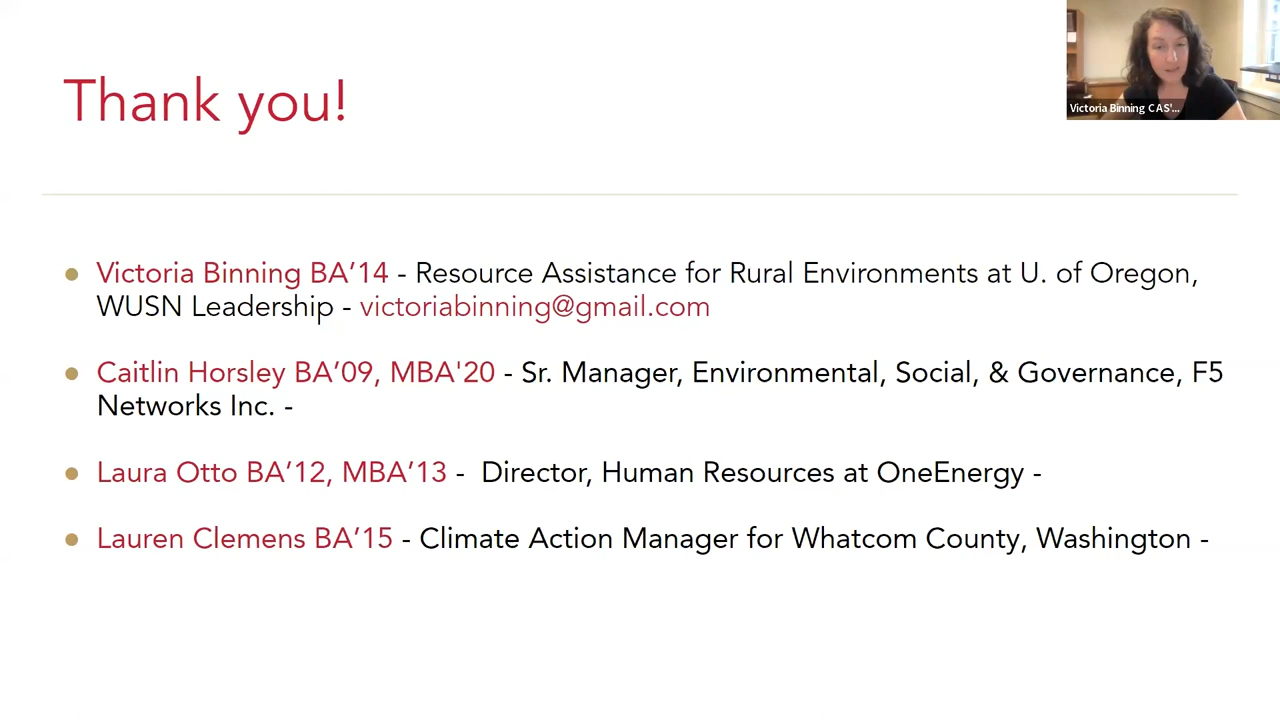 Thank you!
Victoria Binning CAS'...
● Victoria Binning BA’14 - Resource Assistance for Rural Environments at U. of Oregon,
WUSN Leadership - victoriabinning@gmail.com
● Caitlin Horsley BA’09, MBA'20 - Sr. Manager, Environmental, Social, & Governance, F5
Networks Inc. -
● Laura Otto BA’12, MBA’13 - Director, Human Resources at OneEnergy -
● Lauren Clemens BA’15 - Climate Action Manager for Whatcom County, Washington -